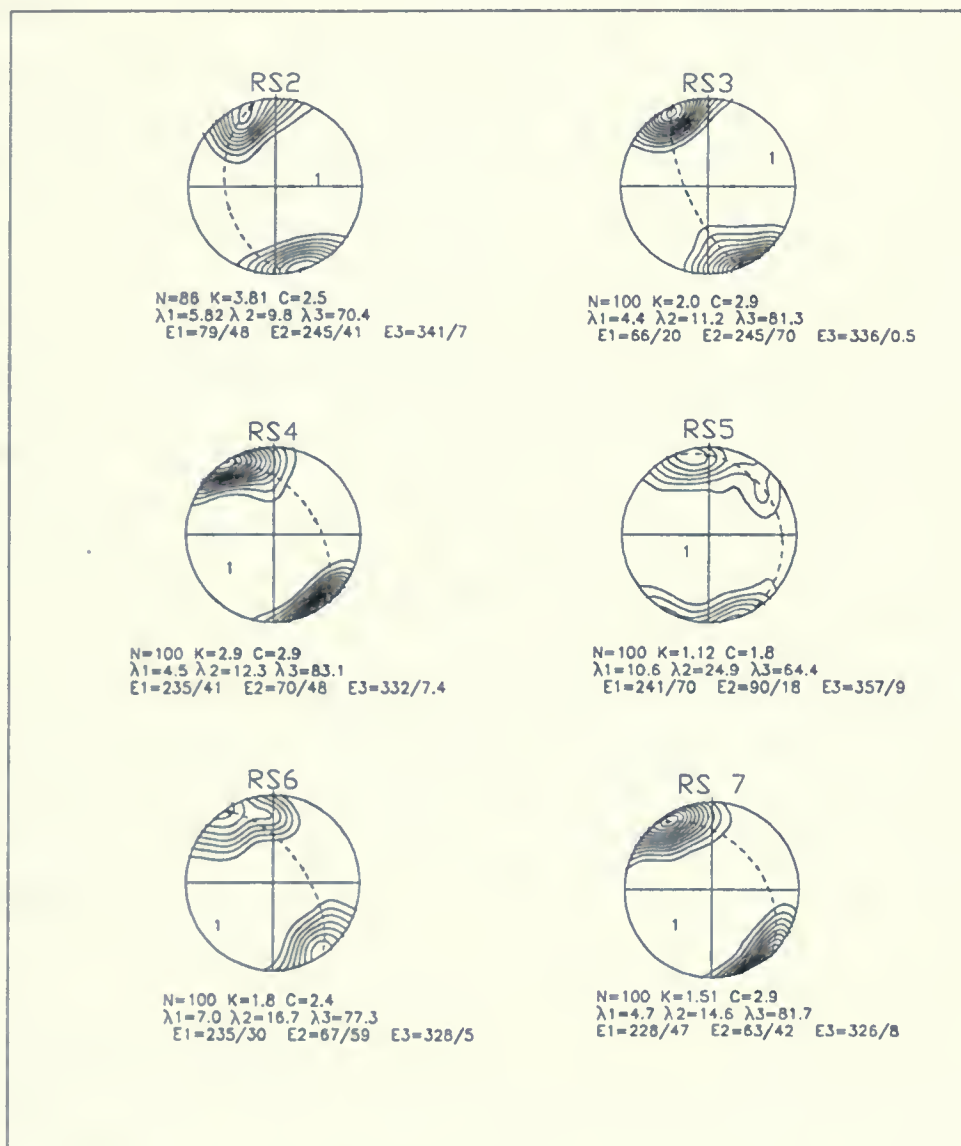 RS2
1
N=86 K=3.81 C=2.5
λ1=5.82 λ2=9.8 λ3=70.4
E1=79/48 E2=245/41 E3=341/7
RS3
1
N=100 K=2.0 C=2.9
λ1=4.4 λ2=11.2 λ3=81.3
E1=66/20 E2=245/70 E3=336/0.5
RS4
1
N=100 K=2.9 C=2.9
λ1=4.5 λ2=12.3 λ3=83.1
E1=235/41 E2=70/48 E3=332/7.4
RS5
1
N=100 K=1.12 C=1.8
λ1=10.6 λ2=24.9 λ3=64.4
E1=241/70 E2=90/18 E3=357/9
RS6
1
N=100 K=1.8 C=2.4
λ1=7.0 λ2=16.7 λ3=77.3
E1=235/30 E2=67/59 E3=328/5
RS 7
1
N=100 K=1.51 C=2.9
λ1=4.7 λ2=14.6 λ3=81.7
E1=228/47 E2=63/42 E3=326/8